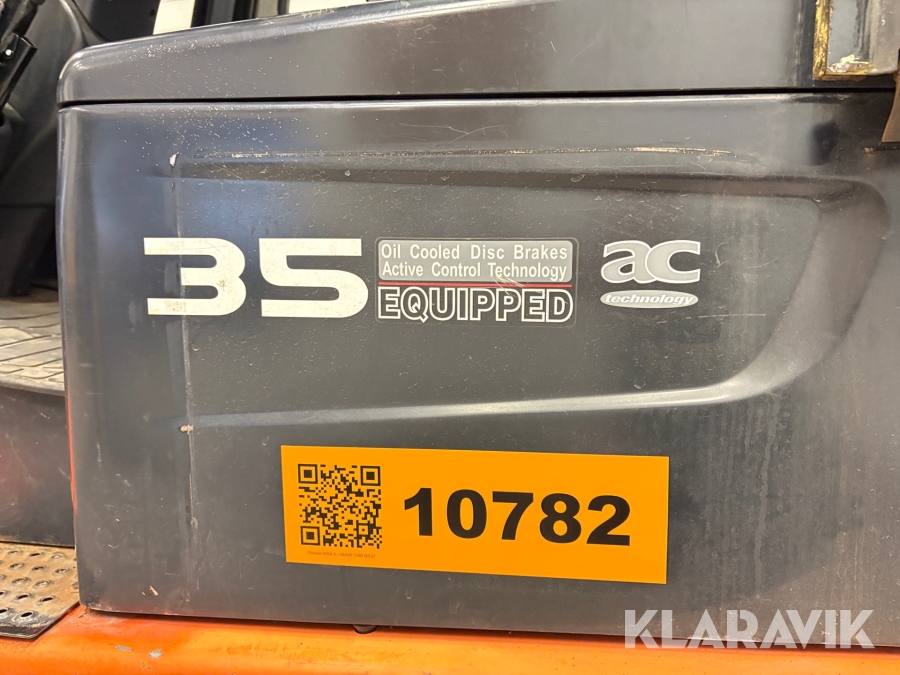 35
Oil Cooled Disc Brakes
Active Control Technology
EQUIPPED
ac
technology
10782
KLARAVIK